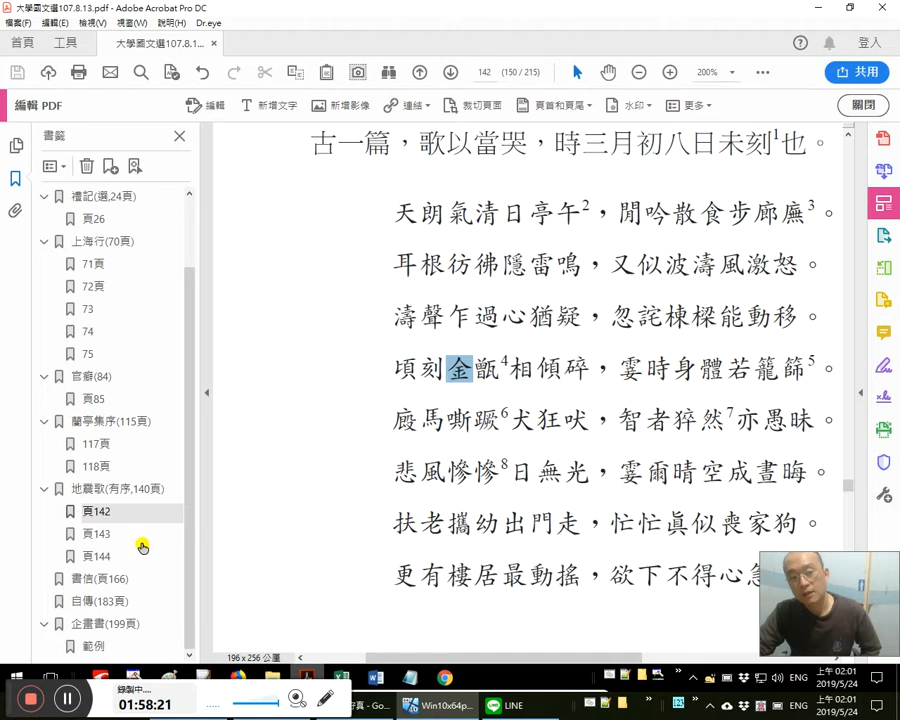 大學國文選107.8.13.pdf - Adobe Acrobat Pro DC
檔案(F) 編輯(E) 檢視(V) 視窗(W) 說明(H) Dr.eye
首頁 工具 大學國文選107.8.1... × 登入
142 (150 / 215) 200% 共用
編輯 PDF 編輯 新增文字 新增影像 連結 裁切頁面 頁首和頁尾 水印 更多 關閉
書籤
禮記(選,24頁)
頁26
上海行(70頁)
71頁
72頁
73
74
75
官癖(84)
頁85
蘭亭集序(115頁)
117頁
118頁
地震歌(有序,140頁)
頁142
頁143
頁144
書信(頁166)
自傳(183頁)
企畫書(199頁)
範例
古一篇，歌以當哭，時三月初八日未刻1也。
天朗氣清日亭午2，閒吟散食步廊廡3。
耳根彷彿隱雷鳴，又似波濤風激怒。
濤聲乍過心猶疑，忽詫棟樑能動移。
頃刻金甑4相傾碎，霎時身體若籠篩5。
廄馬嘶蹶6犬狂吠，智者猝然7亦愚昧。
悲風慘慘8日無光，霎爾晴空成晝晦。
扶老攜幼出門走，忙忙真似喪家狗。
更有樓居最動搖，欲下不得心急
196 x 256 公釐
上午 02:01
2019/5/24
錄製中....
01:58:21
好真 - Go... Win10x64p... LINE
上午 02:01
2019/5/24